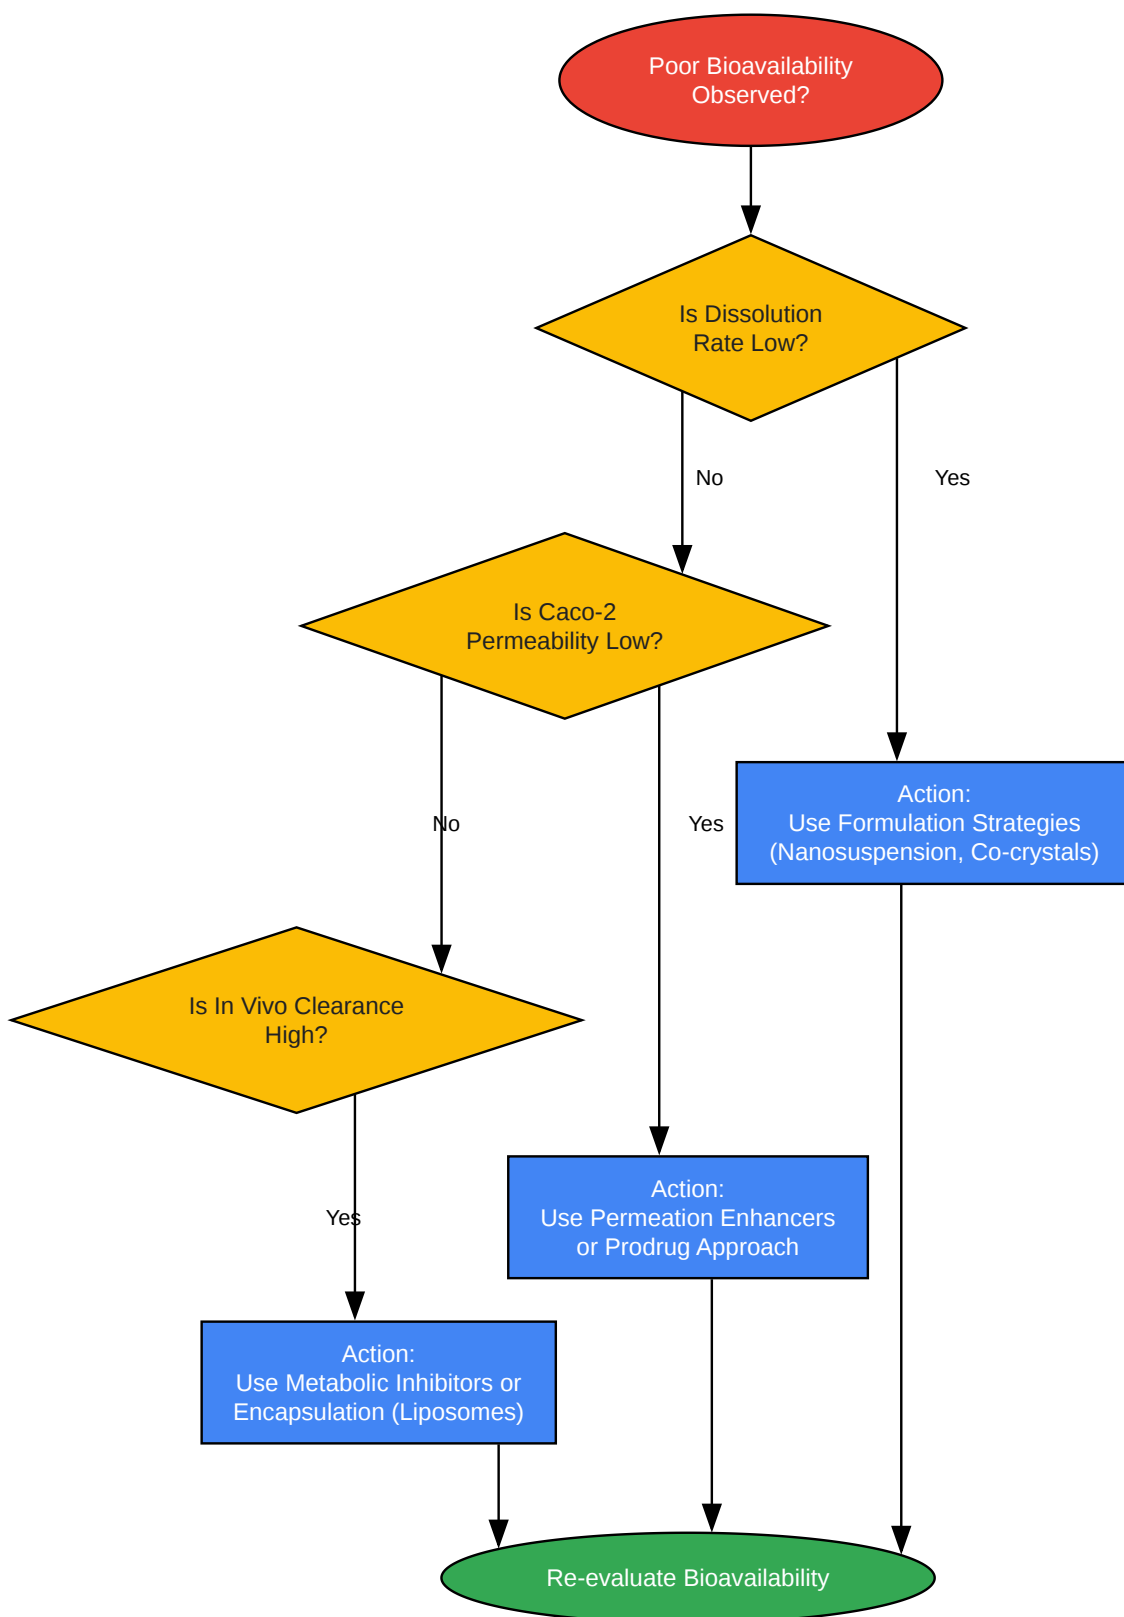 Poor Bioavailability
Observed?
Is Dissolution
Rate Low?
No
Yes
Is Caco-2
Permeability Low?
Action:
Use Formulation Strategies
(Nanosuspension, Co-crystals)
No
Yes
Is In Vivo Clearance
High?
Action:
Use Permeation Enhancers
or Prodrug Approach
Yes
Action:
Use Metabolic Inhibitors or
Encapsulation (Liposomes)
Re-evaluate Bioavailability